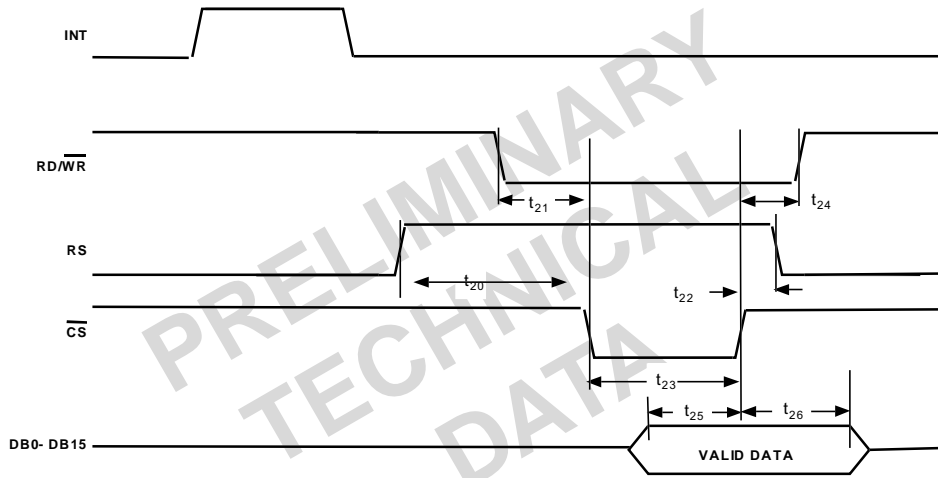 INT
RD/WR
t21
t24
RS
t20
t22
CS
t23
t25
t26
DB0- DB15
VALID DATA
PRELIMINARY
TECHNICAL
DATA